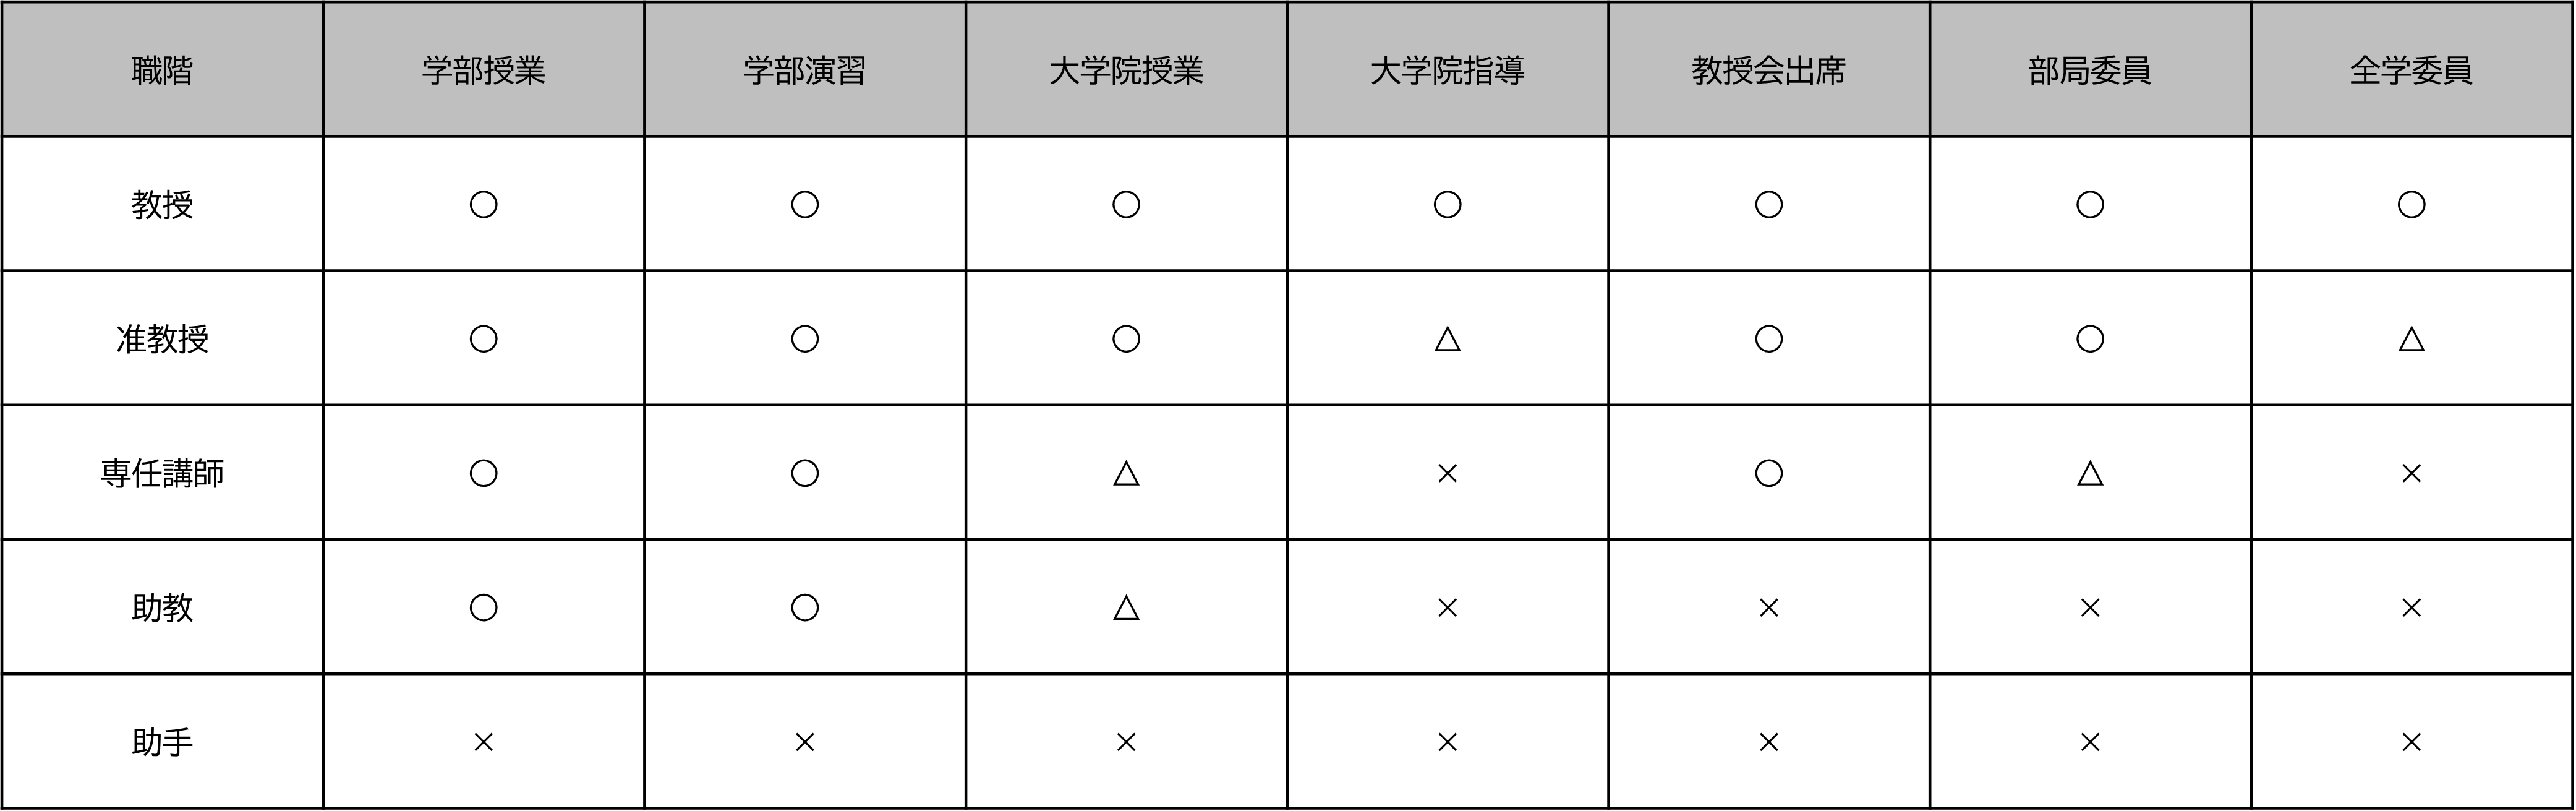 職階 学部授業 学部演習 大学院授業 大学院指導 教授会出席 部局委員 全学委員
教授 ○ ○ ○ ○ ○ ○ ○
准教授 ○ ○ ○ △ ○ ○ △
専任講師 ○ ○ △ × ○ △ ×
助教 ○ ○ △ × × × ×
助手 × × × × × × ×